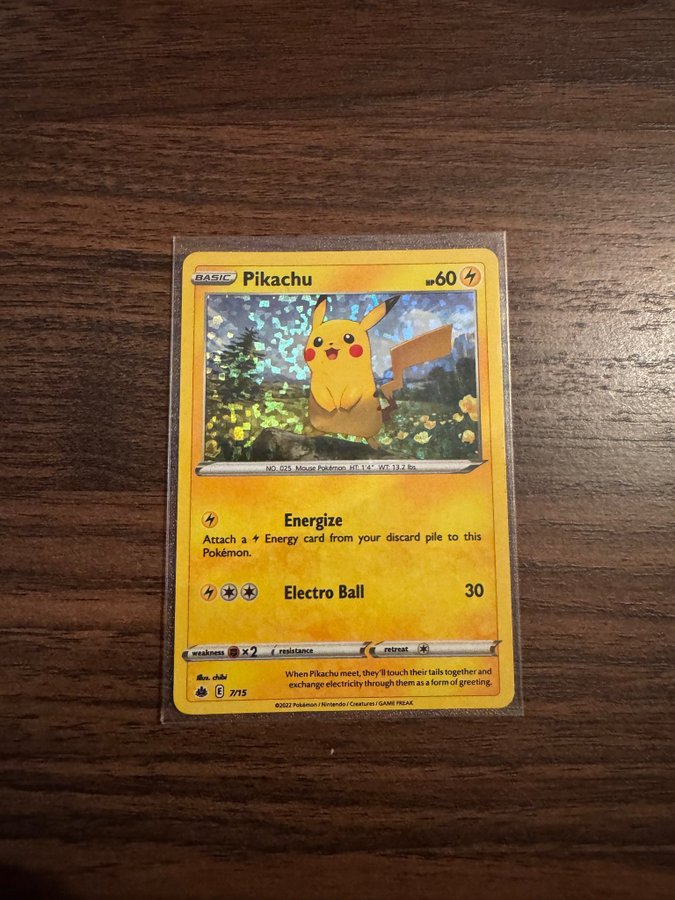 BASIC Pikachu HP60
NO. 025 Mouse Pokémon HT: 1'4" WT: 13.2 lbs.
Energize
Attach a Energy card from your discard pile to this
Pokémon.
Electro Ball 30
weakness ×2 resistance retreat
Illus. chibi
When Pikachu meet, they'll touch their tails together and
exchange electricity through them as a form of greeting.
E 7/15
©2022 Pokémon / Nintendo / Creatures / GAME FREAK